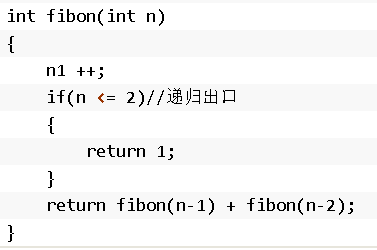 int fibon(int n)
{
    n1 ++;
    if(n <= 2)//递归出口
    {
        return 1;
    }
    return fibon(n-1) + fibon(n-2);
}